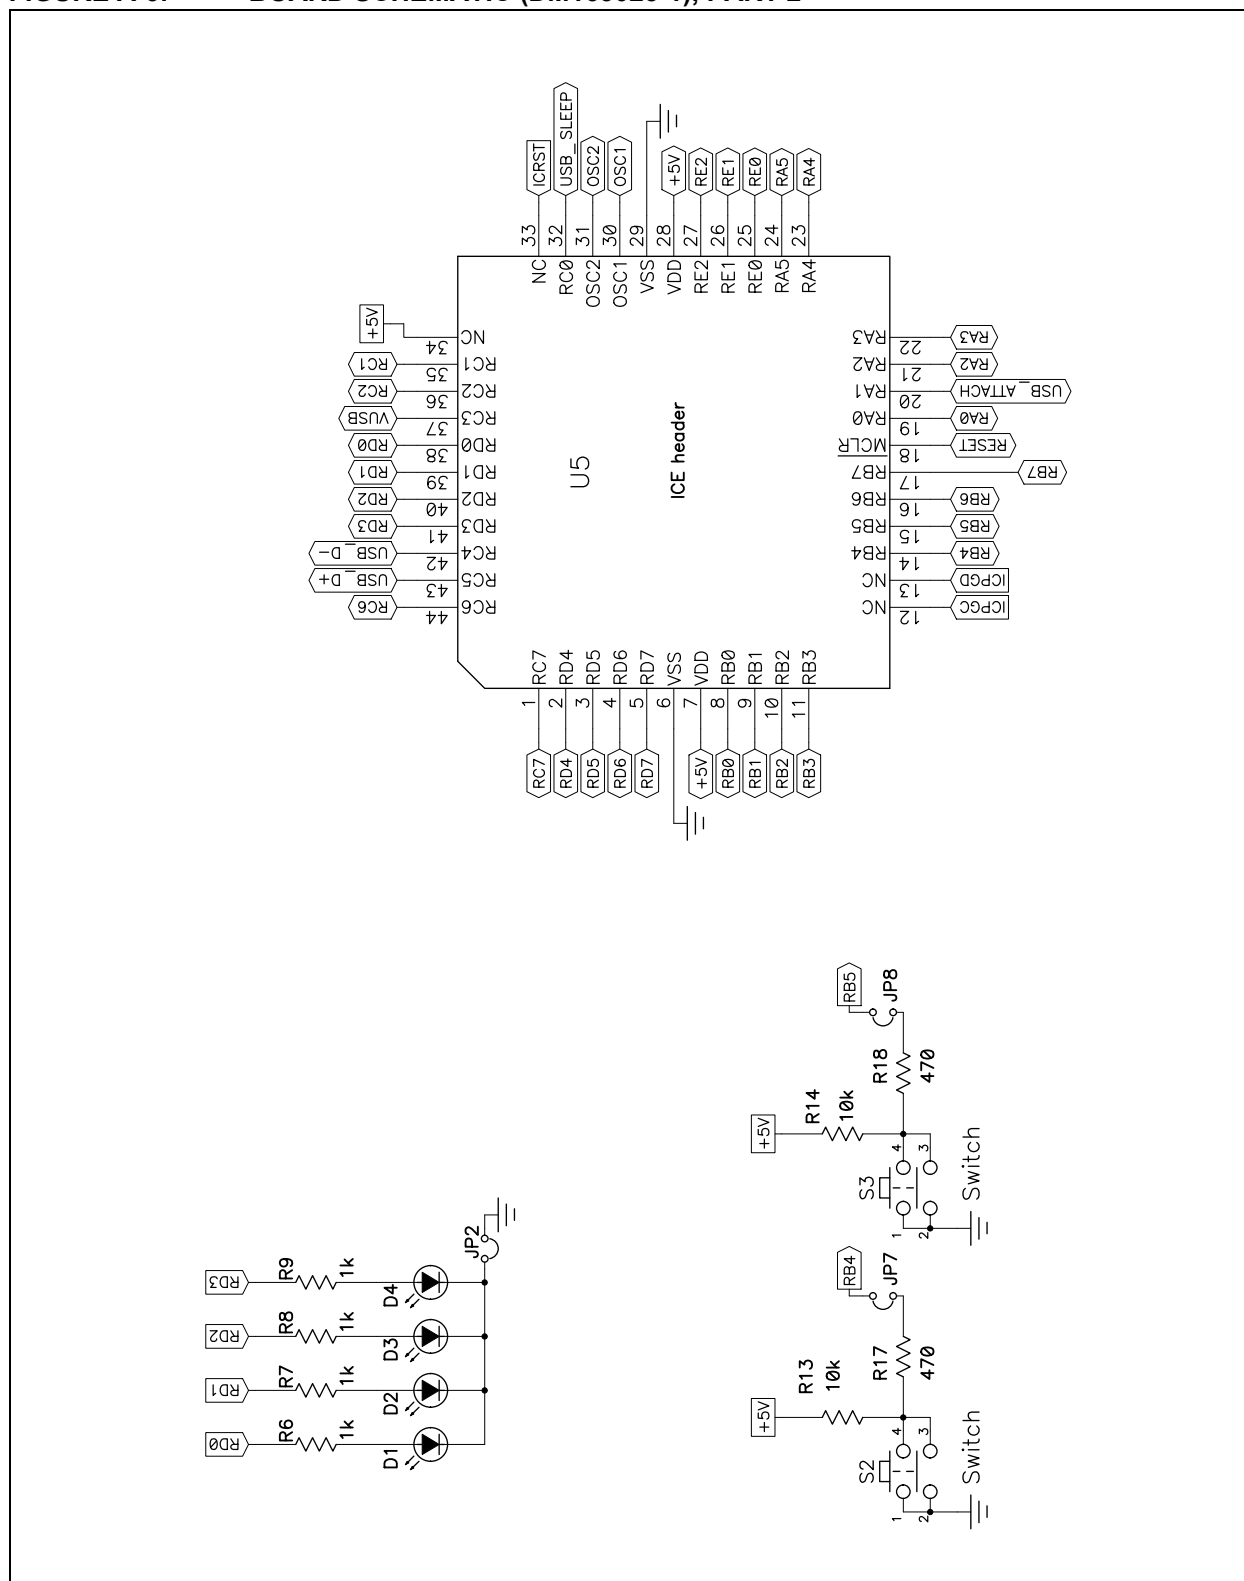 ICRST
USB_SLEEP
OSC2
OSC1
+5V
RE2
RE1
RE0
RA5
RA4
33
32
31
30
29
28
27
26
25
24
23
NC
RC0
OSC2
OSC1
VSS
VDD
RE2
RE1
RE0
RA5
RA4
+5V
34 NC
RC1 35 RC1
RC2 36 RC2
VUSB 37 RC3
RD0 38 RD0
RD1 39 RD1
RD2 40 RD2
RD3 41 RD3
USB_D- 42 RC4
USB_D+ 43 RC5
RC6 44 RC6
U5
ICE header
RA3 22 RA3
RA2 21 RA2
RA1 20 USB_ATTACH
RA0 19 RA0
MCLR 18 RESET
RB7 17 RB7
RB6 16 RB6
RB5 15 RB5
RB4 14 RB4
NC 13 ICPGD
NC 12 ICPGC
RC7
RD4
RD5
RD6
RD7
VSS
VDD
RB0
RB1
RB2
RB3
1
2
3
4
5
6
7
8
9
10
11
RC7
RD4
RD5
RD6
RD7
+5V
RB0
RB1
RB2
RB3
RB5
JP8
R18
470
+5V
R14
10k
S3
4
3
1
2
Switch
RB4
JP7
R17
470
+5V
R13
10k
S2
4
3
1
2
Switch
JP2
RD3
R9
1k
D4
RD2
R8
1k
D3
RD1
R7
1k
D2
RD0
R6
1k
D1